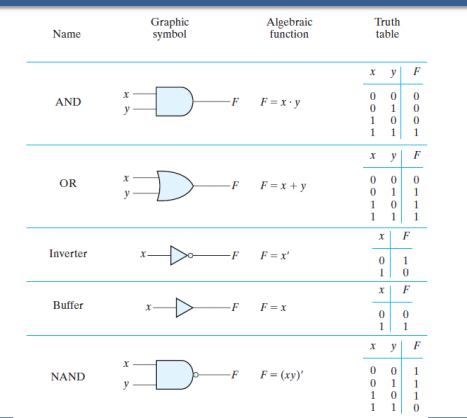 Name Graphic symbol Algebraic function Truth table
AND x y F F = x · y
x y F
0 0 0
0 1 0
1 0 0
1 1 1
OR x y F F = x + y
x y F
0 0 0
0 1 1
1 0 1
1 1 1
Inverter x F F = x'
x F
0 1
1 0
Buffer x F F = x
x F
0 0
1 1
NAND x y F F = (xy)'
x y F
0 0 1
0 1 1
1 0 1
1 1 0